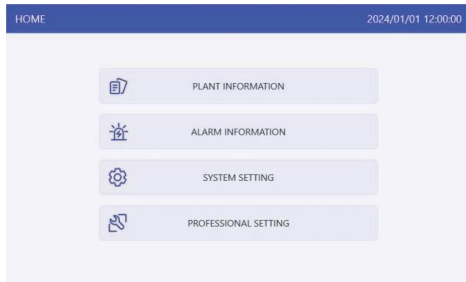 HOME 2024/01/01 12:00:00
PLANT INFORMATION
ALARM INFORMATION
SYSTEM SETTING
PROFESSIONAL SETTING